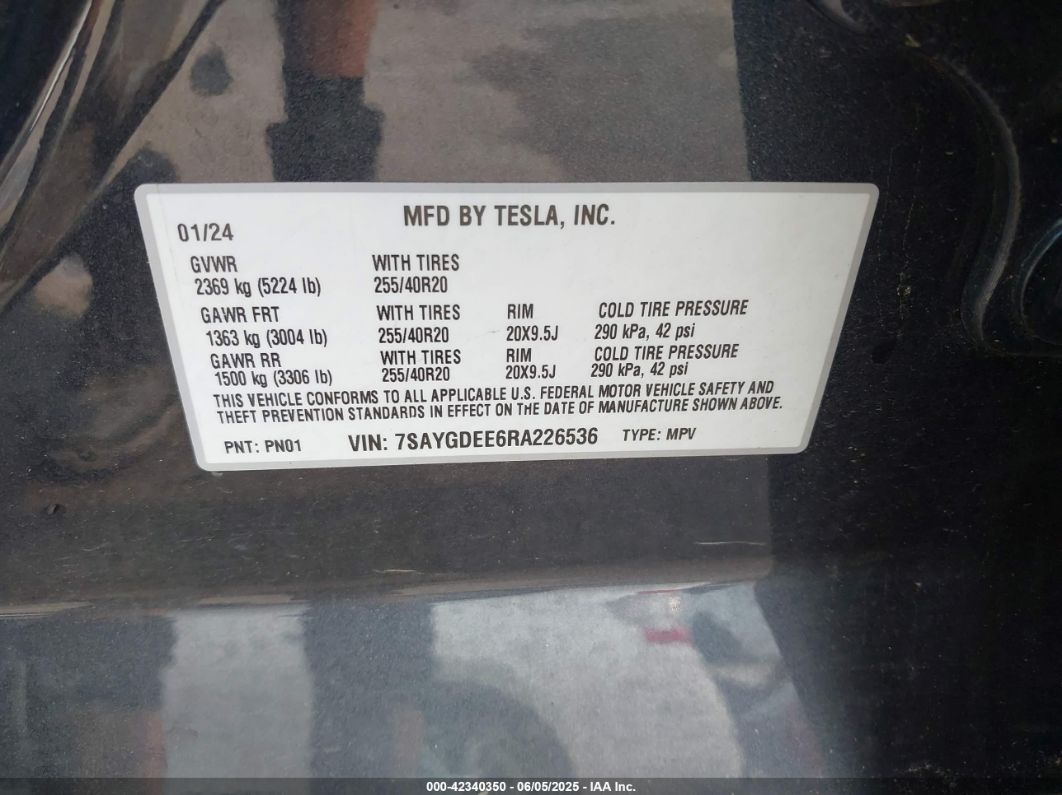 MFD BY TESLA, INC.
01/24
GVWR WITH TIRES
2369 kg (5224 lb) 255/40R20
GAWR FRT WITH TIRES RIM COLD TIRE PRESSURE
1363 kg (3004 lb) 255/40R20 20X9.5J 290 kPa, 42 psi
GAWR RR WITH TIRES RIM COLD TIRE PRESSURE
1500 kg (3306 lb) 255/40R20 20X9.5J 290 kPa, 42 psi
THIS VEHICLE CONFORMS TO ALL APPLICABLE U.S. FEDERAL MOTOR VEHICLE SAFETY AND
THEFT PREVENTION STANDARDS IN EFFECT ON THE DATE OF MANUFACTURE SHOWN ABOVE.
PNT: PN01 VIN: 7SAYGDEE6RA226536 TYPE: MPV
000-42340350 - 06/05/2025 - IAA Inc.